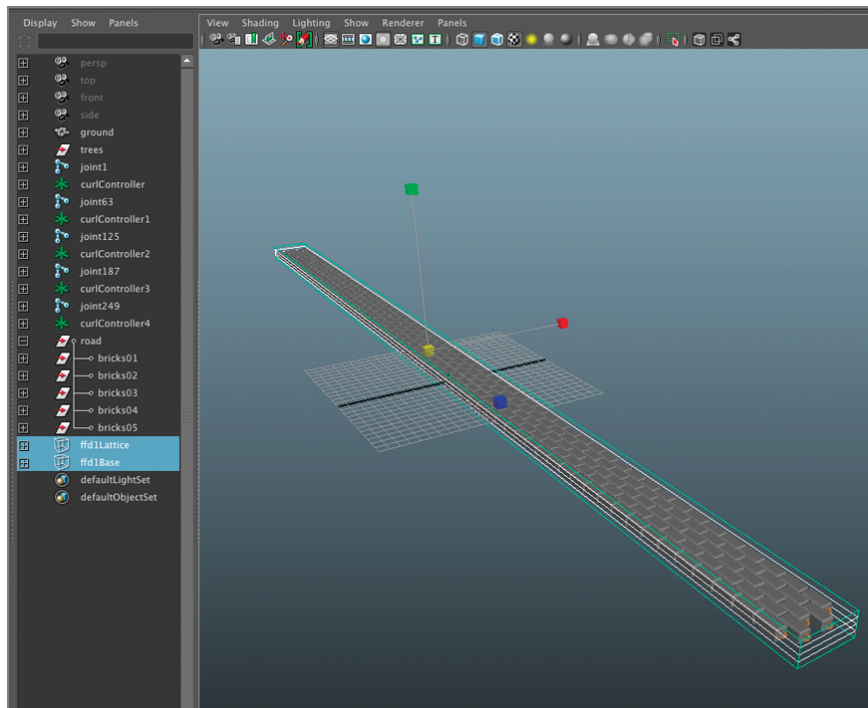 Display Show Panels
View Shading Lighting Show Renderer Panels
persp
top
front
side
ground
trees
joint1
curlController
joint63
curlController1
joint125
curlController2
joint187
curlController3
joint249
curlController4
road
bricks01
bricks02
bricks03
bricks04
bricks05
ffd1Lattice
ffd1Base
defaultLightSet
defaultObjectSet